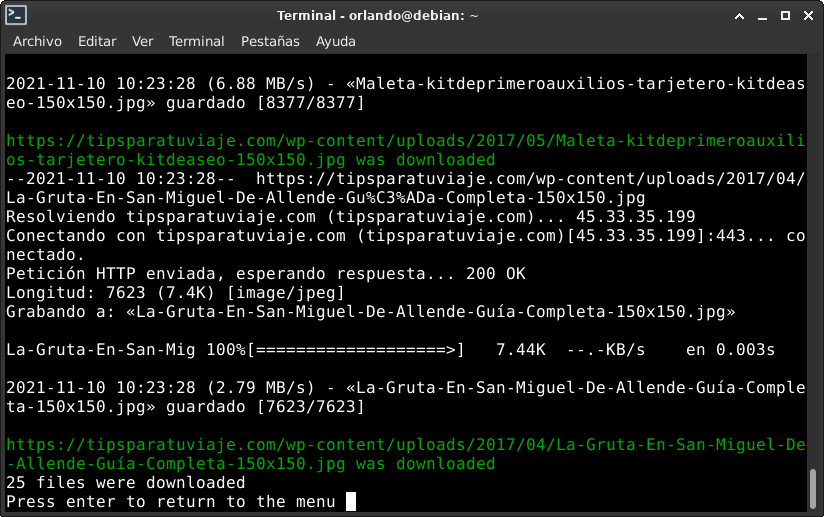 Terminal - orlando@debian: ~
Archivo Editar Ver Terminal Pestañas Ayuda
2021-11-10 10:23:28 (6.88 MB/s) - «Maleta-kitdeprimeroauxilios-tarjetero-kitdeas
eo-150x150.jpg» guardado [8377/8377]
https://tipsparatuviaje.com/wp-content/uploads/2017/05/Maleta-kitdeprimeroauxili
os-tarjetero-kitdeaseo-150x150.jpg was downloaded
--2021-11-10 10:23:28--  https://tipsparatuviaje.com/wp-content/uploads/2017/04/
La-Gruta-En-San-Miguel-De-Allende-Gu%C3%ADa-Completa-150x150.jpg
Resolviendo tipsparatuviaje.com (tipsparatuviaje.com)... 45.33.35.199
Conectando con tipsparatuviaje.com (tipsparatuviaje.com)[45.33.35.199]:443... co
nectado.
Petición HTTP enviada, esperando respuesta... 200 OK
Longitud: 7623 (7.4K) [image/jpeg]
Grabando a: «La-Gruta-En-San-Miguel-De-Allende-Guía-Completa-150x150.jpg»
La-Gruta-En-San-Mig 100%[===================>]   7.44K  --.-KB/s    en 0.003s
2021-11-10 10:23:28 (2.79 MB/s) - «La-Gruta-En-San-Miguel-De-Allende-Guía-Comple
ta-150x150.jpg» guardado [7623/7623]
https://tipsparatuviaje.com/wp-content/uploads/2017/04/La-Gruta-En-San-Miguel-De
-Allende-Guía-Completa-150x150.jpg was downloaded
25 files were downloaded
Press enter to return to the menu